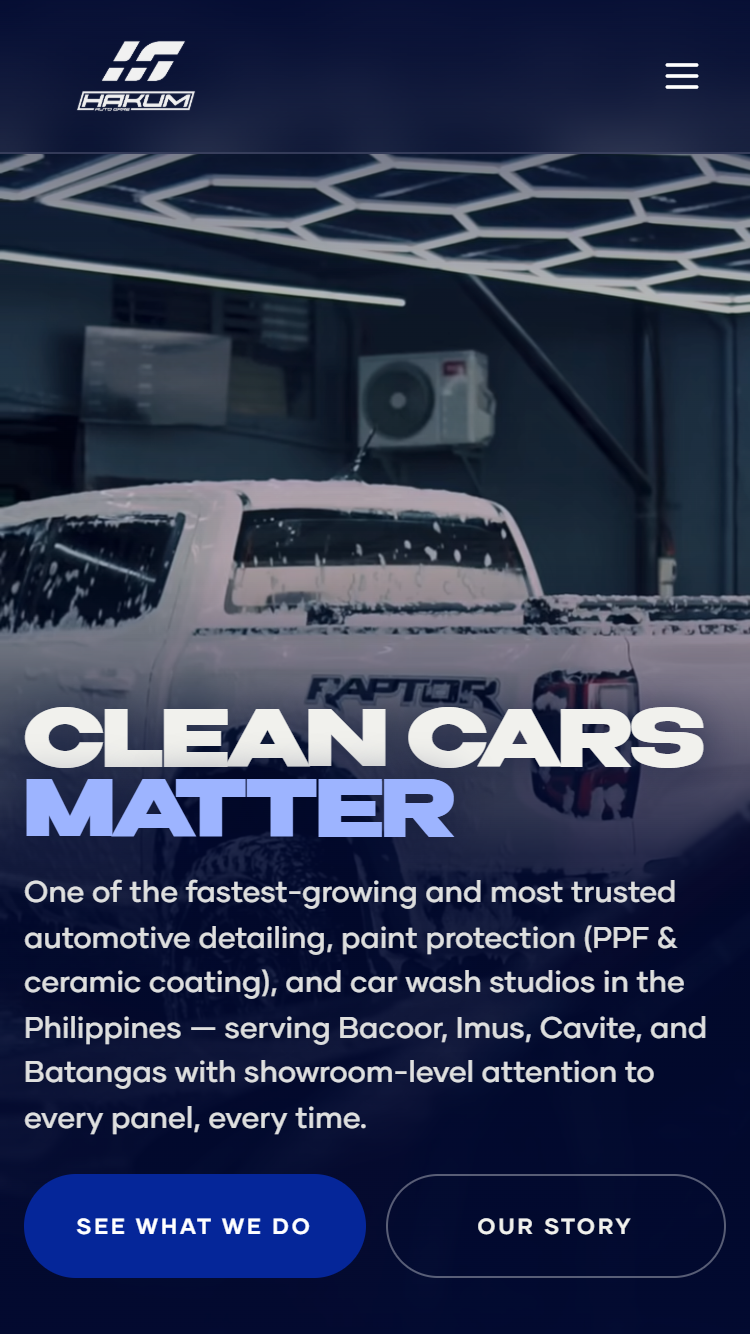 HAKUM
AUTO CARE
RAPTOR
CLEAN CARS
MATTER
One of the fastest-growing and most trusted
automotive detailing, paint protection (PPF &
ceramic coating), and car wash studios in the
Philippines — serving Bacoor, Imus, Cavite, and
Batangas with showroom-level attention to
every panel, every time.
SEE WHAT WE DO
OUR STORY